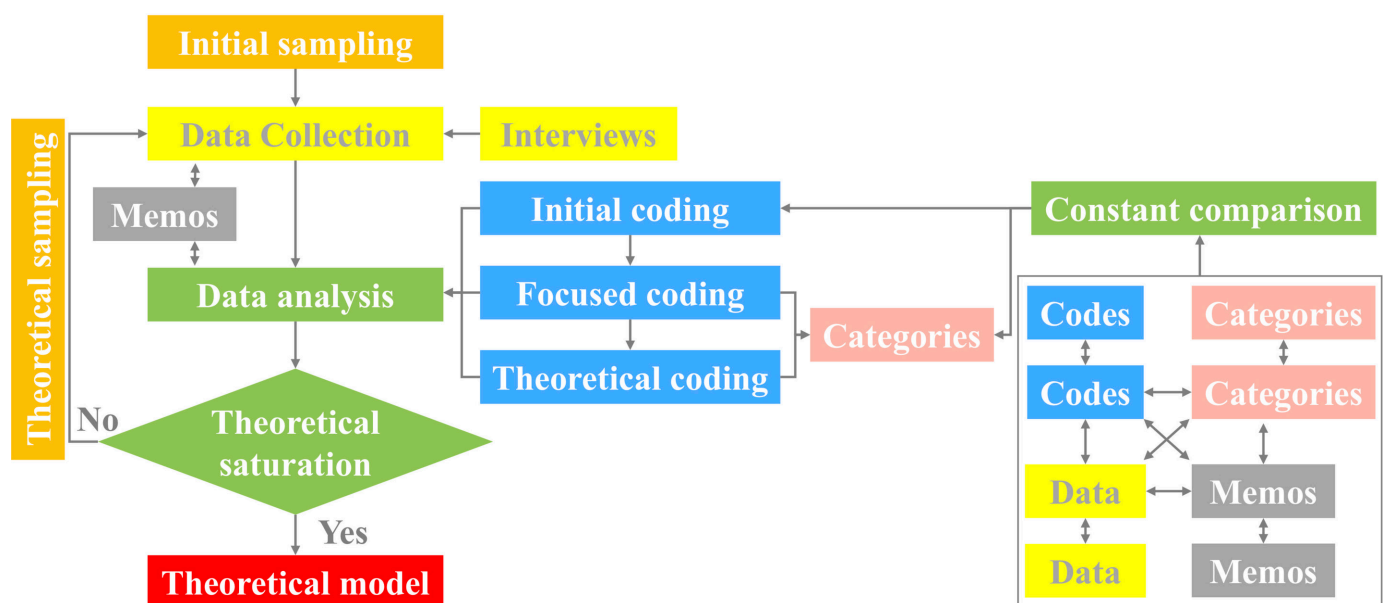 Initial sampling
Theoretical sampling
Data Collection
Interviews
Memos
Initial coding
Constant comparison
Data analysis
Focused coding
Categories
Theoretical coding
No
Theoretical
saturation
Yes
Theoretical model
Codes
Categories
Codes
Categories
Data
Memos
Data
Memos